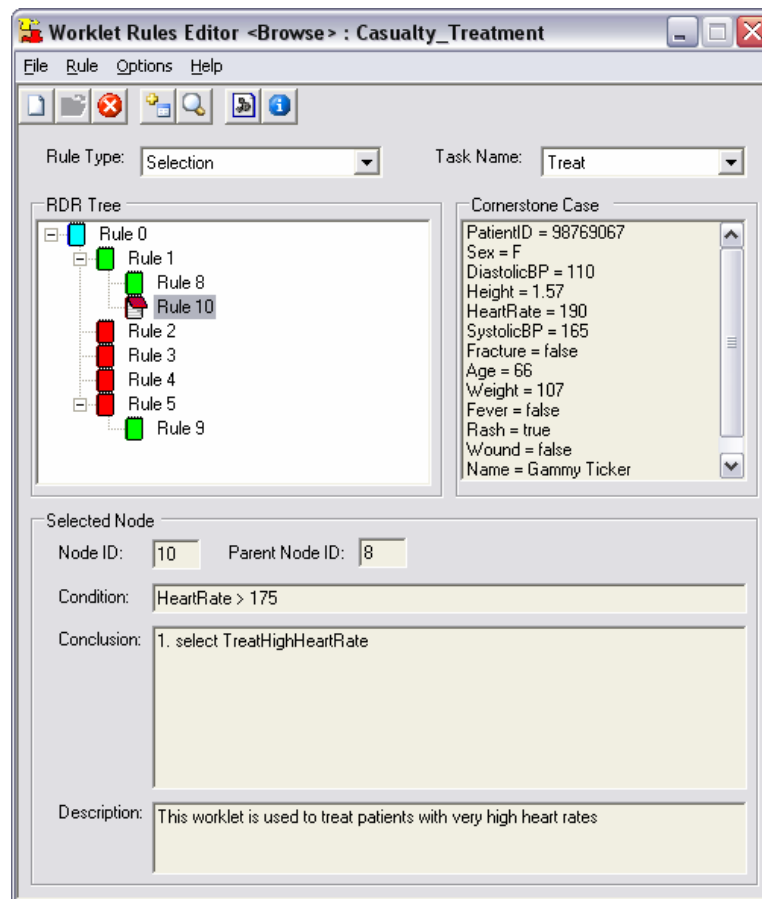 Worklet Rules Editor <Browse> : Casualty_Treatment
File Rule Options Help
Rule Type: Selection Task Name: Treat
RDR Tree
Rule 0
Rule 1
Rule 8
Rule 10
Rule 2
Rule 3
Rule 4
Rule 5
Rule 9
Cornerstone Case
PatientID = 98769067
Sex = F
DiastolicBP = 110
Height = 1.57
HeartRate = 190
SystolicBP = 165
Fracture = false
Age = 66
Weight = 107
Fever = false
Rash = true
Wound = false
Name = Gammy Ticker
Selected Node
Node ID: 10 Parent Node ID: 8
Condition: HeartRate > 175
Conclusion: 1. select TreatHighHeartRate
Description: This worklet is used to treat patients with very high heart rates